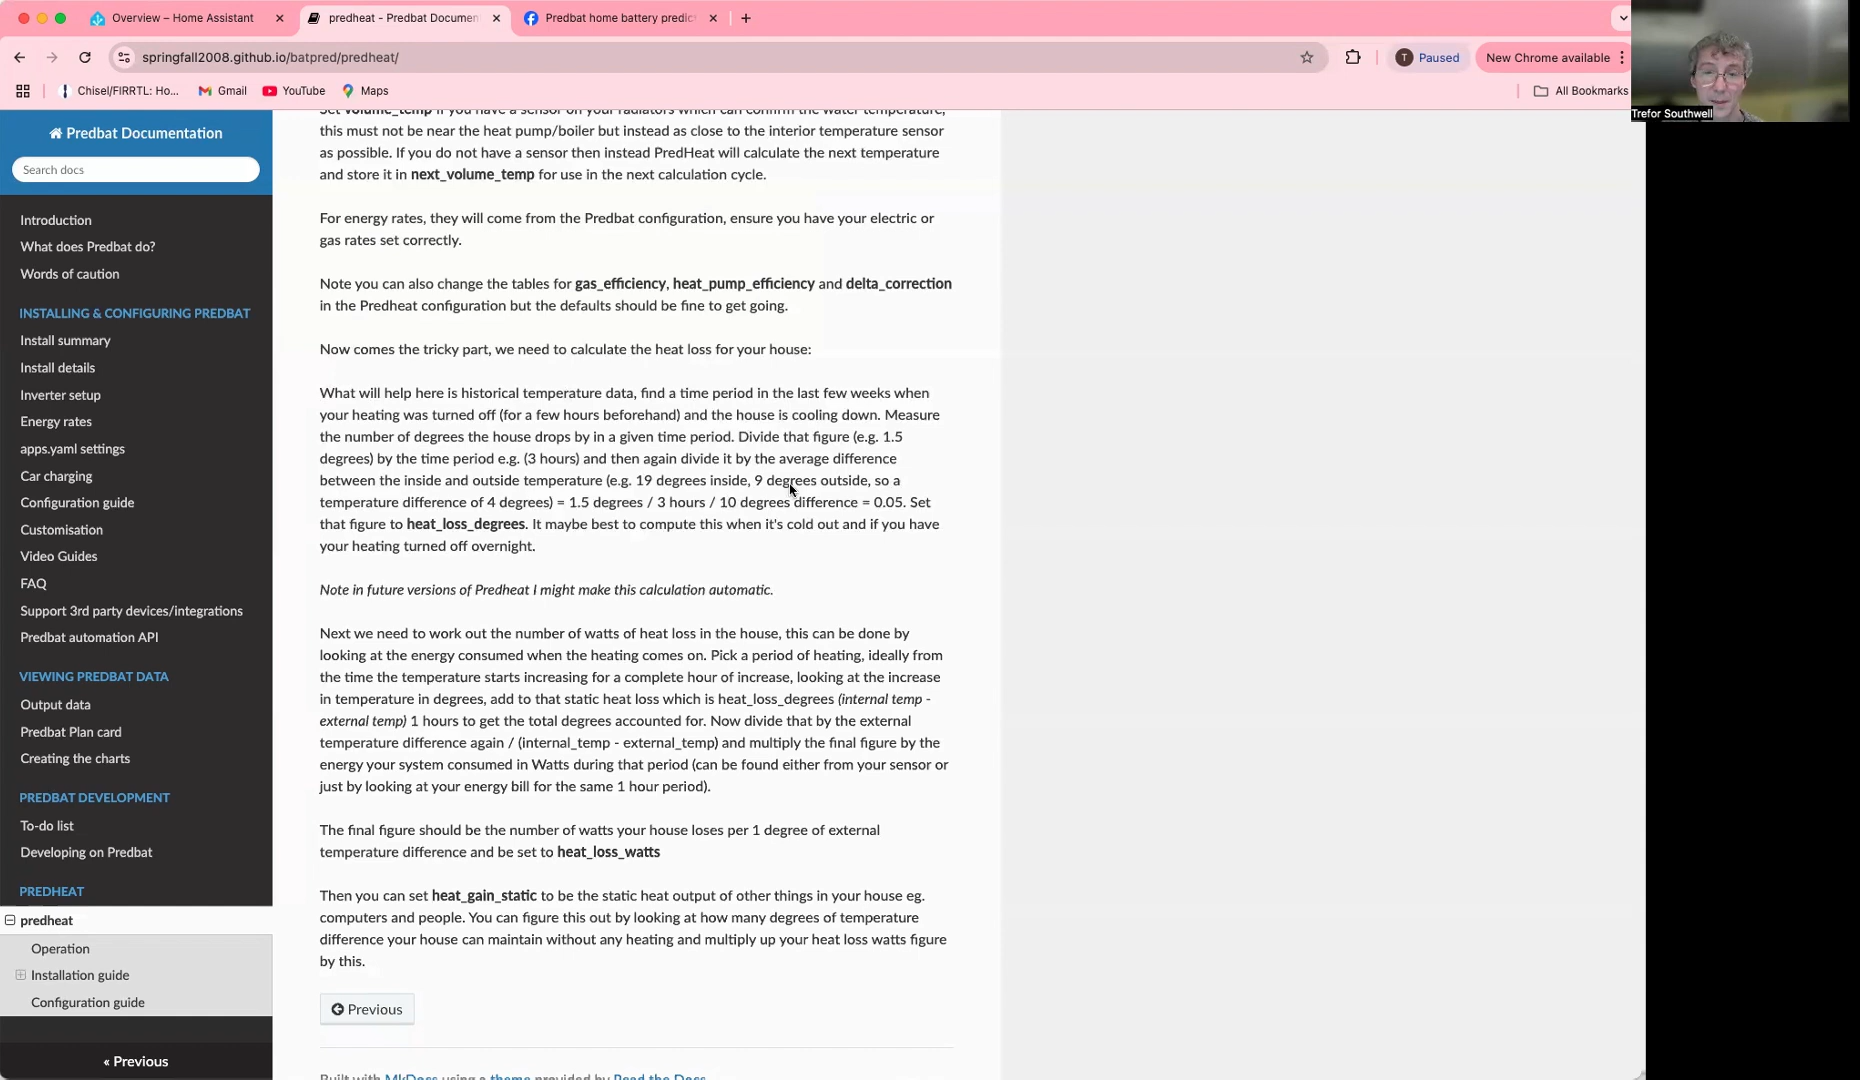 Overview – Home Assistant
predheat - Predbat Documen
Predbat home battery predic
springfall2008.github.io/batpred/predheat/
T
Paused
New Chrome available
Chisel/FIRRTL: Ho...
Gmail
YouTube
Maps
All Bookmarks
Trefor Southwell
Predbat Documentation
Search docs
Introduction
What does Predbat do?
Words of caution
INSTALLING & CONFIGURING PREDBAT
Install summary
Install details
Inverter setup
Energy rates
apps.yaml settings
Car charging
Configuration guide
Customisation
Video Guides
FAQ
Support 3rd party devices/integrations
Predbat automation API
VIEWING PREDBAT DATA
Output data
Predbat Plan card
Creating the charts
PREDBAT DEVELOPMENT
To-do list
Developing on Predbat
PREDHEAT
predheat
Operation
Installation guide
Configuration guide
« Previous
Set volume_temp if you have a sensor on your radiators which can confirm the water temperature,
this must not be near the heat pump/boiler but instead as close to the interior temperature sensor
as possible. If you do not have a sensor then instead PredHeat will calculate the next temperature
and store it in next_volume_temp for use in the next calculation cycle.
For energy rates, they will come from the Predbat configuration, ensure you have your electric or
gas rates set correctly.
Note you can also change the tables for gas_efficiency, heat_pump_efficiency and delta_correction
in the Predheat configuration but the defaults should be fine to get going.
Now comes the tricky part, we need to calculate the heat loss for your house:
What will help here is historical temperature data, find a time period in the last few weeks when
your heating was turned off (for a few hours beforehand) and the house is cooling down. Measure
the number of degrees the house drops by in a given time period. Divide that figure (e.g. 1.5
degrees) by the time period e.g. (3 hours) and then again divide it by the average difference
between the inside and outside temperature (e.g. 19 degrees inside, 9 degrees outside, so a
temperature difference of 4 degrees) = 1.5 degrees / 3 hours / 10 degrees difference = 0.05. Set
that figure to heat_loss_degrees. It maybe best to compute this when it's cold out and if you have
your heating turned off overnight.
Note in future versions of Predheat I might make this calculation automatic.
Next we need to work out the number of watts of heat loss in the house, this can be done by
looking at the energy consumed when the heating comes on. Pick a period of heating, ideally from
the time the temperature starts increasing for a complete hour of increase, looking at the increase
in temperature in degrees, add to that static heat loss which is heat_loss_degrees (internal temp -
external temp) 1 hours to get the total degrees accounted for. Now divide that by the external
temperature difference again / (internal_temp - external_temp) and multiply the final figure by the
energy your system consumed in Watts during that period (can be found either from your sensor or
just by looking at your energy bill for the same 1 hour period).
The final figure should be the number of watts your house loses per 1 degree of external
temperature difference and be set to heat_loss_watts
Then you can set heat_gain_static to be the static heat output of other things in your house eg.
computers and people. You can figure this out by looking at how many degrees of temperature
difference your house can maintain without any heating and multiply up your heat loss watts figure
by this.
Previous
Built with MkDocs using a theme provided by Read the Docs.